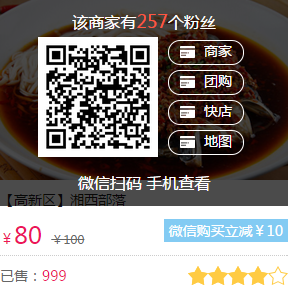 该商家有257个粉丝
商家
团购
快店
地图
微信扫码 手机查看
【高新区】湘西部落
¥80 ¥100 微信购买立减¥10
已售：999